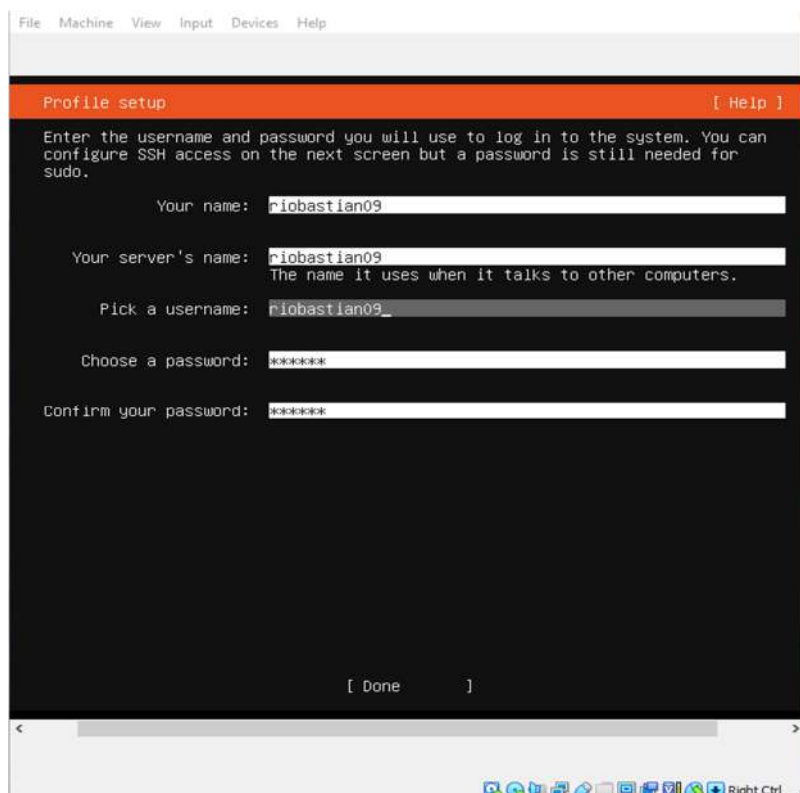 File Machine View Input Devices Help
Profile setup [ Help ]
Enter the username and password you will use to log in to the system. You can
configure SSH access on the next screen but a password is still needed for
sudo.
Your name: riobastian09
Your server's name: riobastian09
The name it uses when it talks to other computers.
Pick a username: riobastian09_
Choose a password: ******
Confirm your password: ******
[ Done ]
Right Ctrl